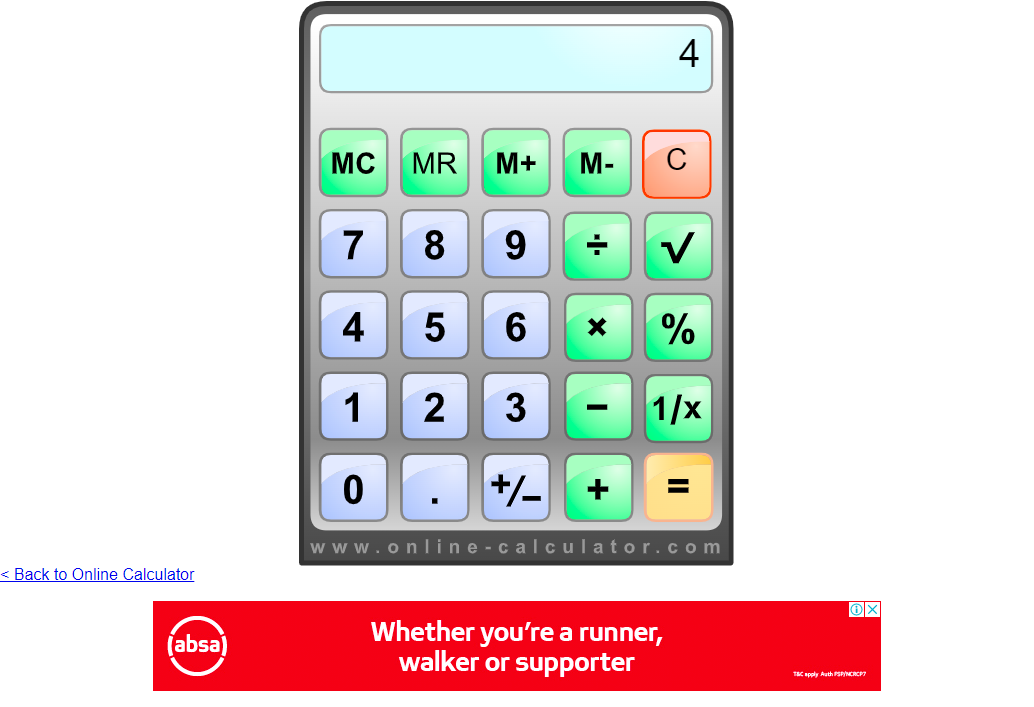 4
MC MR M+ M- C
7 8 9 ÷ √
4 5 6 × %
1 2 3 − 1/x
0 . +/− =
www.online-calculator.com
< Back to Online Calculator
absa
Whether you're a runner,
walker or supporter
T&C apply Auth FSP/NCRCP7